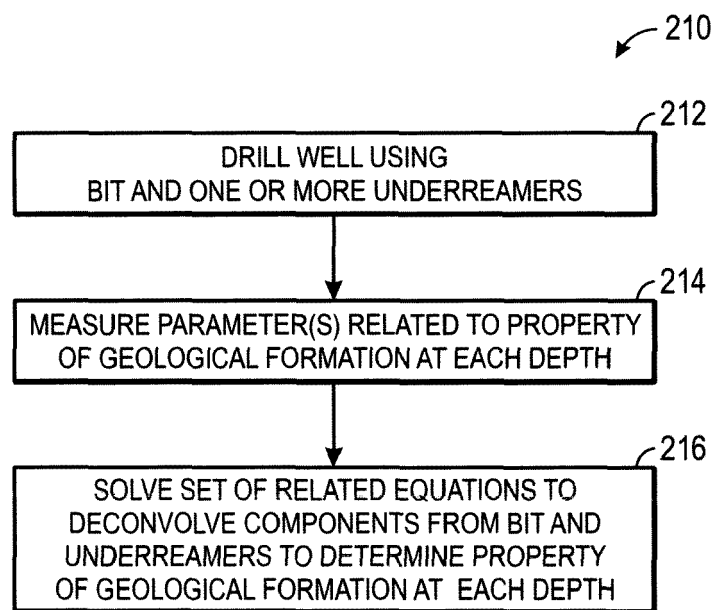 210
212
DRILL WELL USING
BIT AND ONE OR MORE UNDERREAMERS
214
MEASURE PARAMETER(S) RELATED TO PROPERTY
OF GEOLOGICAL FORMATION AT EACH DEPTH
216
SOLVE SET OF RELATED EQUATIONS TO
DECONVOLVE COMPONENTS FROM BIT AND
UNDERREAMERS TO DETERMINE PROPERTY
OF GEOLOGICAL FORMATION AT EACH DEPTH